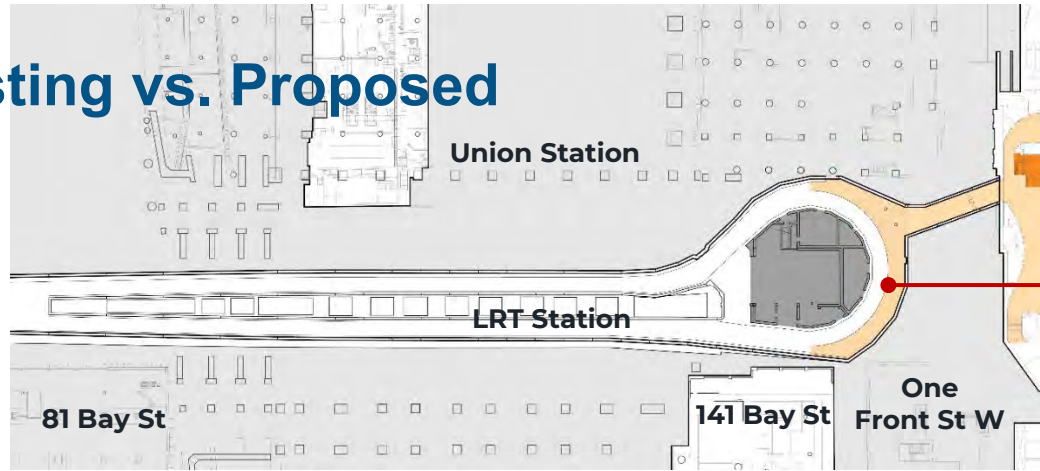 sting vs. Proposed
Union Station
LRT Station
81 Bay St
141 Bay St
One
Front St W